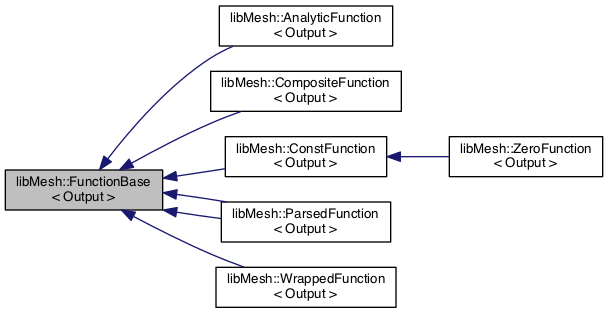 libMesh::AnalyticFunction
< Output >
libMesh::CompositeFunction
< Output >
libMesh::ConstFunction
< Output >
libMesh::ZeroFunction
< Output >
libMesh::FunctionBase
< Output >
libMesh::ParsedFunction
< Output >
libMesh::WrappedFunction
< Output >